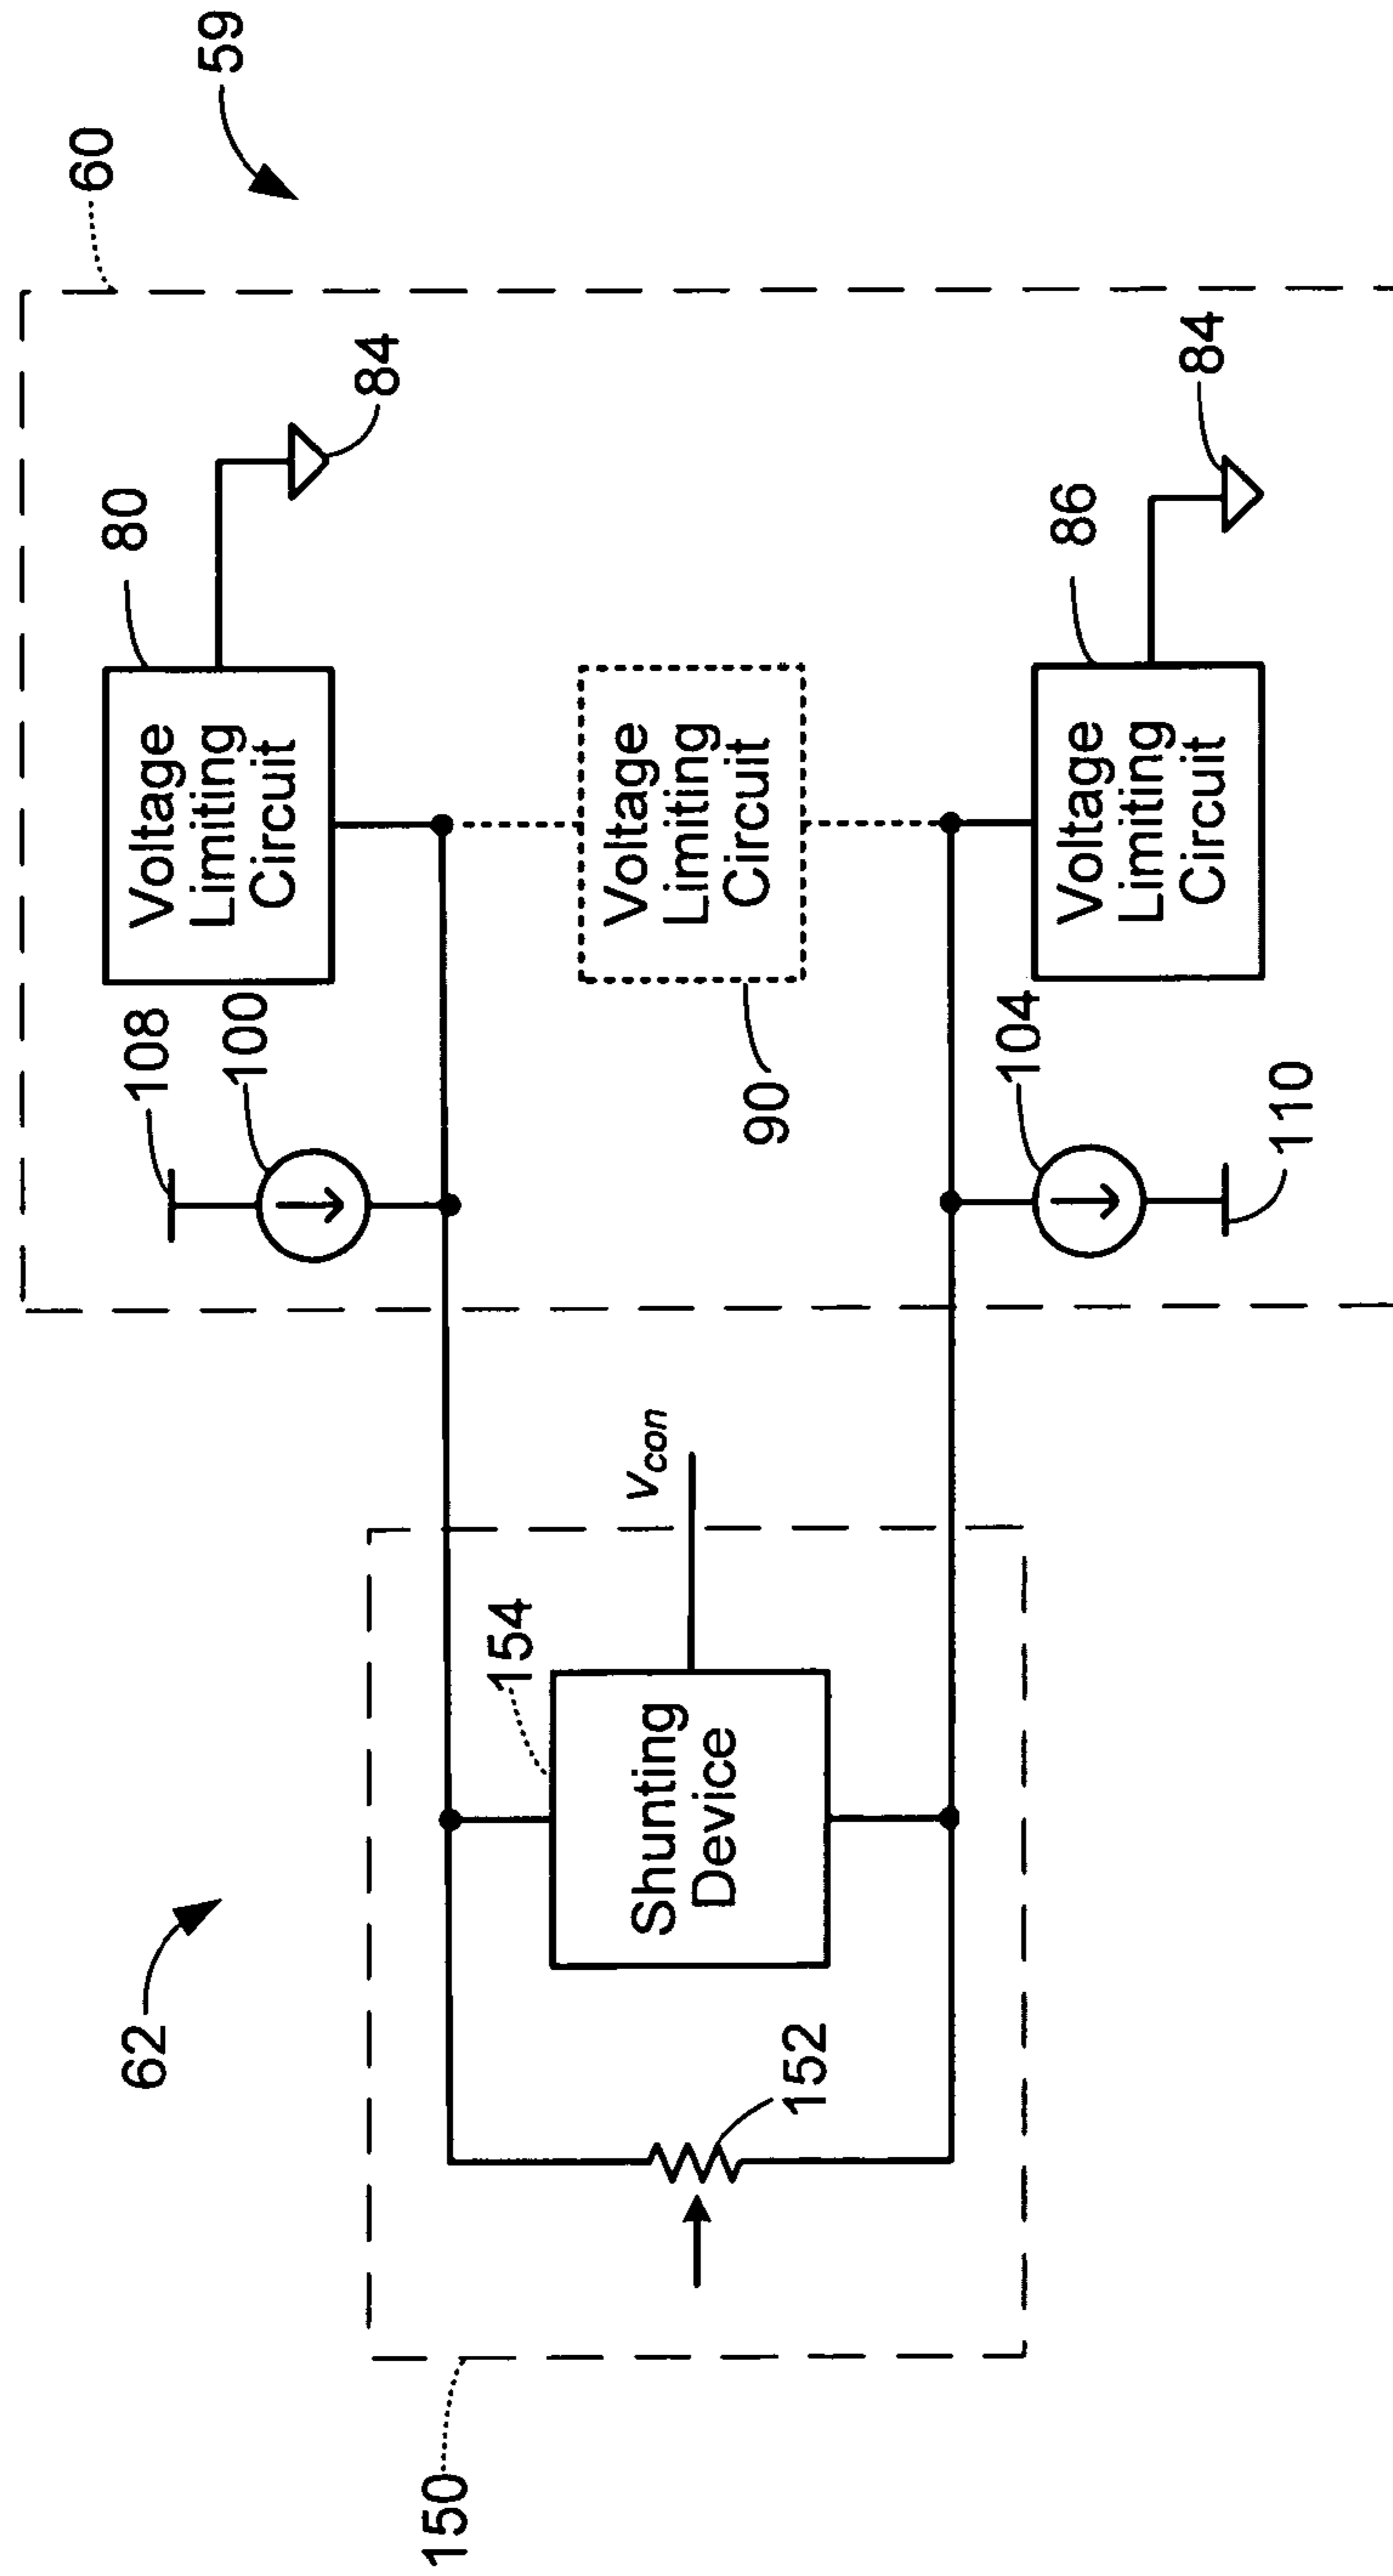 60
59
62
108
100
80
Voltage
Limiting
Circuit
84
150
154
Shunting
Device
V_con
152
Voltage
Limiting
Circuit
90
104
110
86
Voltage
Limiting
Circuit
84